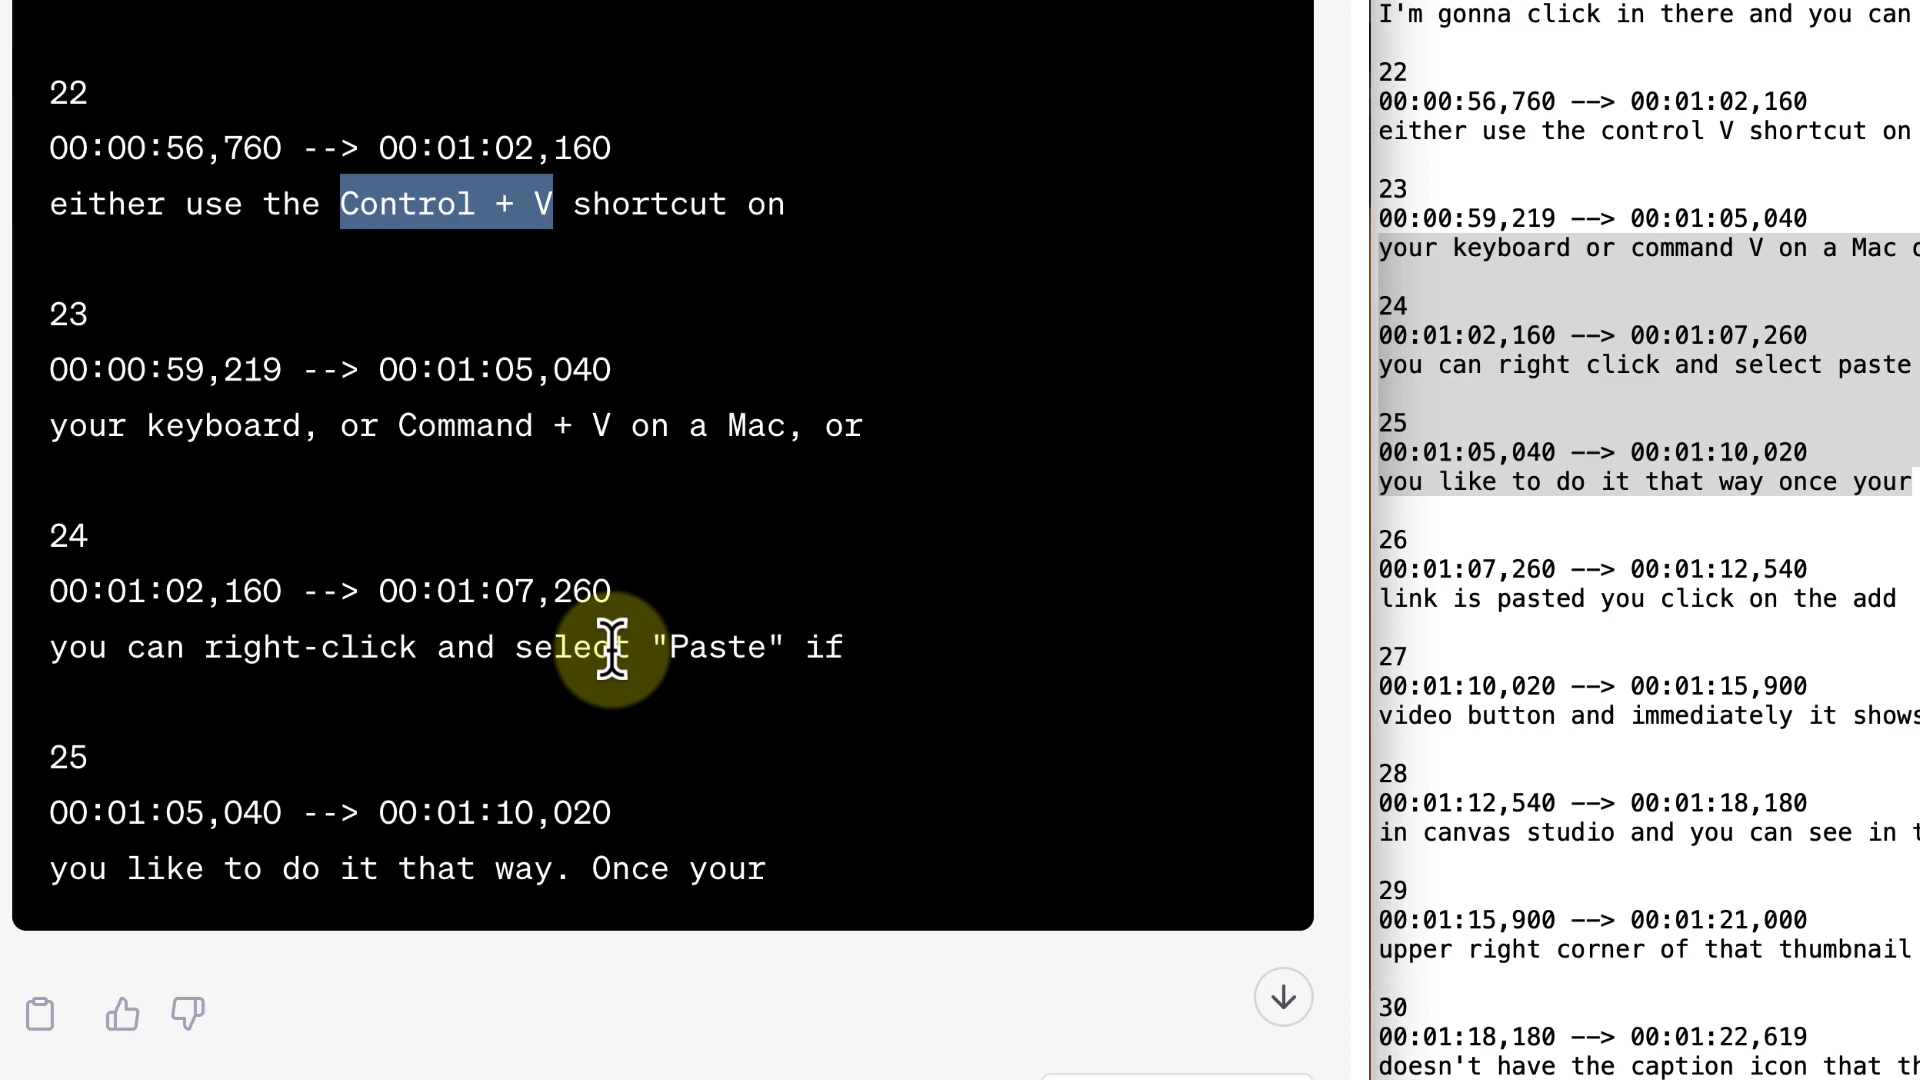 22
00:00:56,760 --> 00:01:02,160
either use the Control + V shortcut on
23
00:00:59,219 --> 00:01:05,040
your keyboard, or Command + V on a Mac, or
24
00:01:02,160 --> 00:01:07,260
you can right-click and select "Paste" if
25
00:01:05,040 --> 00:01:10,020
you like to do it that way. Once your
I'm gonna click in there and you can
22
00:00:56,760 --> 00:01:02,160
either use the control V shortcut on
23
00:00:59,219 --> 00:01:05,040
your keyboard or command V on a Mac
24
00:01:02,160 --> 00:01:07,260
you can right click and select paste
25
00:01:05,040 --> 00:01:10,020
you like to do it that way once your
26
00:01:07,260 --> 00:01:12,540
link is pasted you click on the add
27
00:01:10,020 --> 00:01:15,900
video button and immediately it shows
28
00:01:12,540 --> 00:01:18,180
in canvas studio and you can see in
29
00:01:15,900 --> 00:01:21,000
upper right corner of that thumbnail
30
00:01:18,180 --> 00:01:22,619
doesn't have the caption icon that